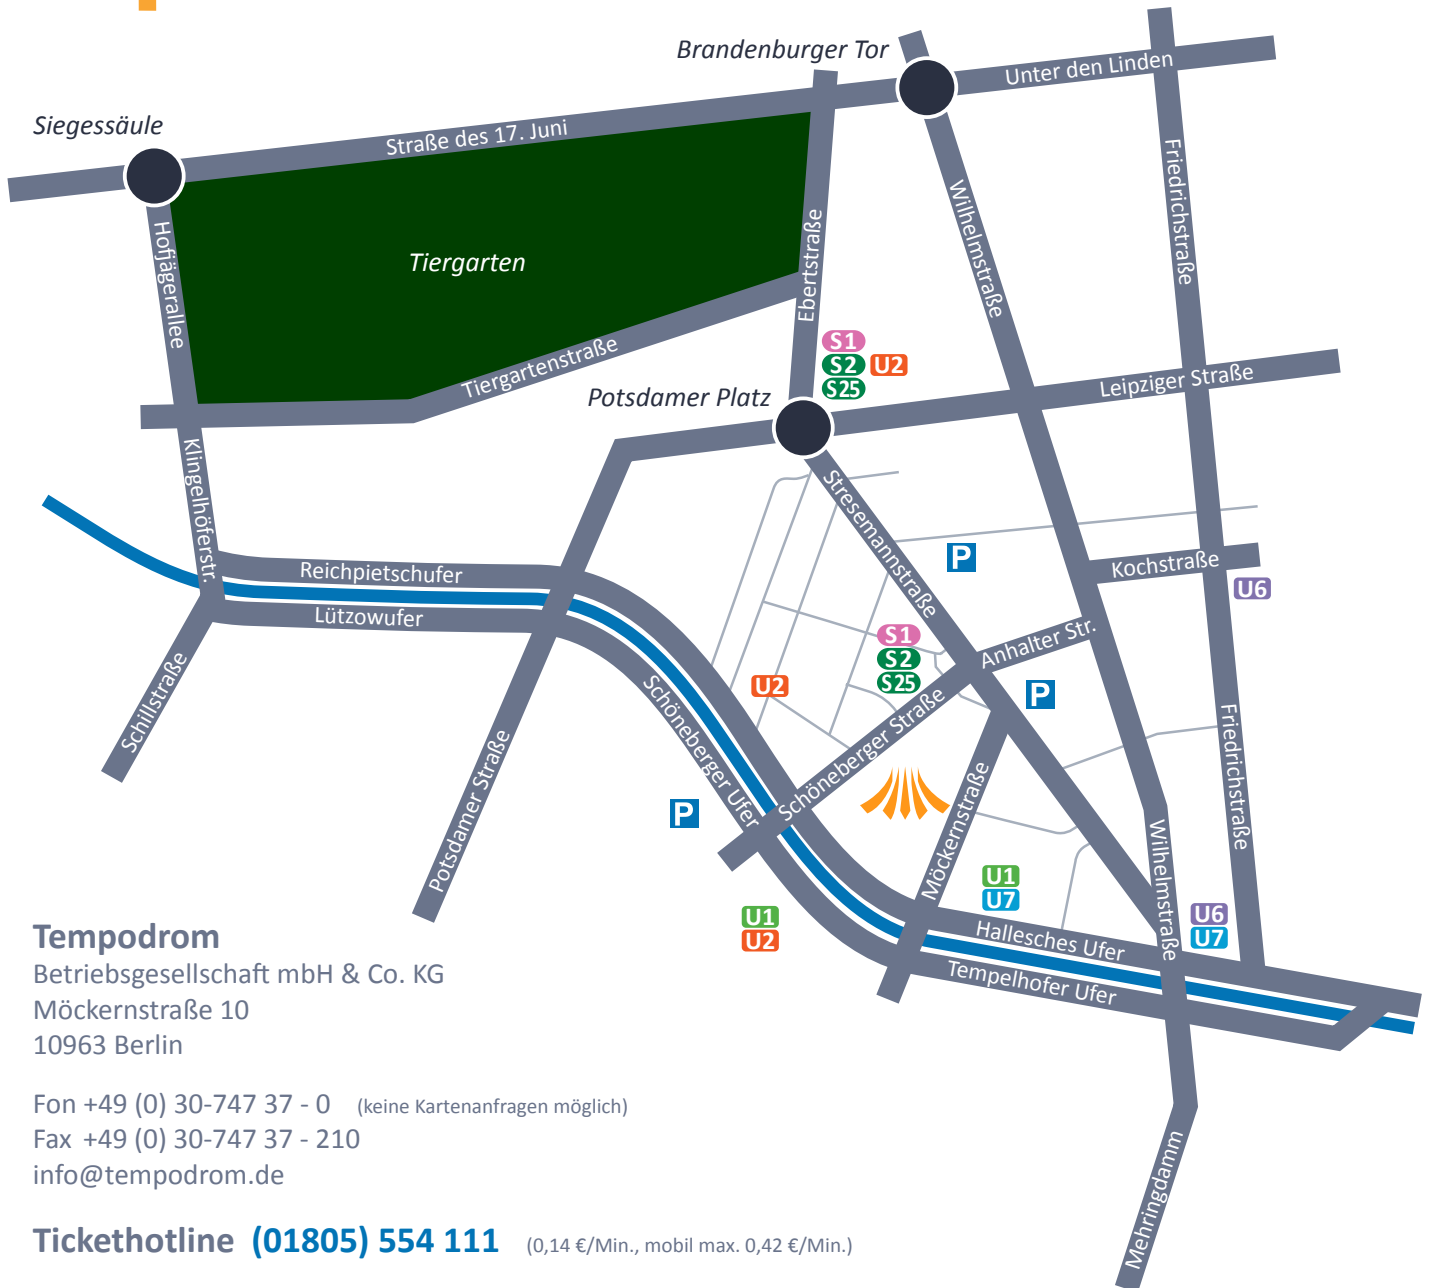 Brandenburger Tor
Unter den Linden
Siegessäule
Straße des 17. Juni
Friedrichstraße
Wilhelmstraße
Hofjägerallee
Tiergarten
Ebertstraße
Tiergartenstraße
S1
S2 U2
S25
Potsdamer Platz
Leipziger Straße
Klingelhöferstr.
Stresemannstraße
P
Kochstraße
U6
Reichpietschufer
Lützowufer
S1
S2
S25
Anhalter Str.
U2
P
Schillstraße
Schöneberger Ufer
Schöneberger Straße
Potsdamer Straße
P
Möckernstraße
Friedrichstraße
Wilhelmstraße
U1
U7
U1
U2
U6
U7
Hallesches Ufer
Tempelhofer Ufer
Mehringdamm
Tempodrom
Betriebsgesellschaft mbH & Co. KG
Möckernstraße 10
10963 Berlin
Fon +49 (0) 30-747 37 - 0 (keine Kartenanfragen möglich)
Fax +49 (0) 30-747 37 - 210
info@tempodrom.de
Tickethotline (01805) 554 111 (0,14 €/Min., mobil max. 0,42 €/Min.)